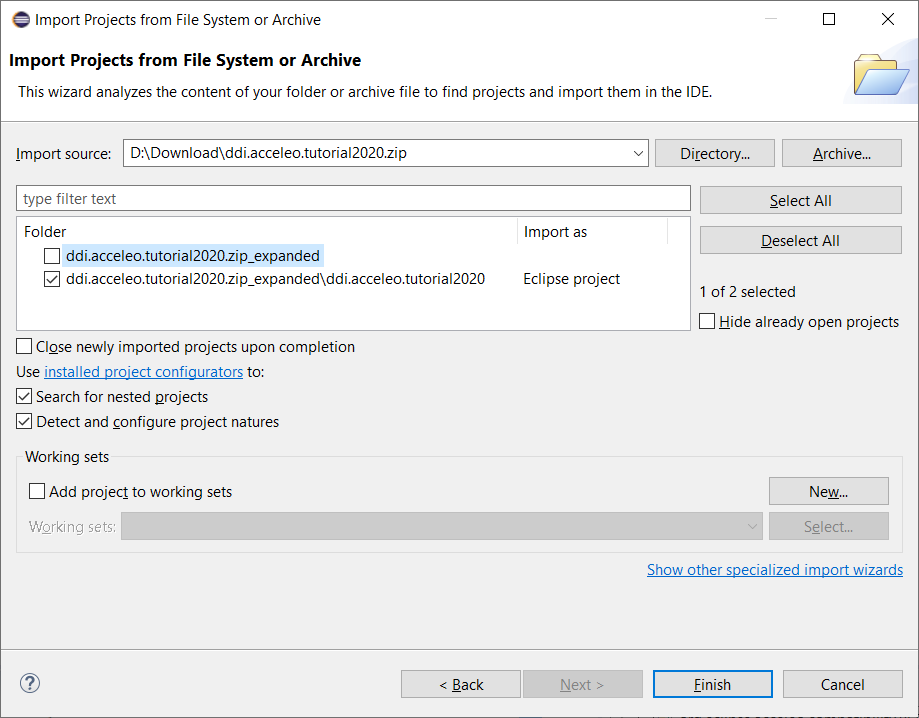 Import Projects from File System or Archive
Import Projects from File System or Archive
This wizard analyzes the content of your folder or archive file to find projects and import them in the IDE.
Import source: D:\Download\ddi.acceleo.tutorial2020.zip Directory... Archive...
type filter text Select All
Folder Import as
Deselect All
ddi.acceleo.tutorial2020.zip_expanded
ddi.acceleo.tutorial2020.zip_expanded\ddi.acceleo.tutorial2020 Eclipse project
1 of 2 selected
Hide already open projects
Close newly imported projects upon completion
Use installed project configurators to:
Search for nested projects
Detect and configure project natures
Working sets
Add project to working sets New...
Working sets: Select...
Show other specialized import wizards
? < Back Next > Finish Cancel